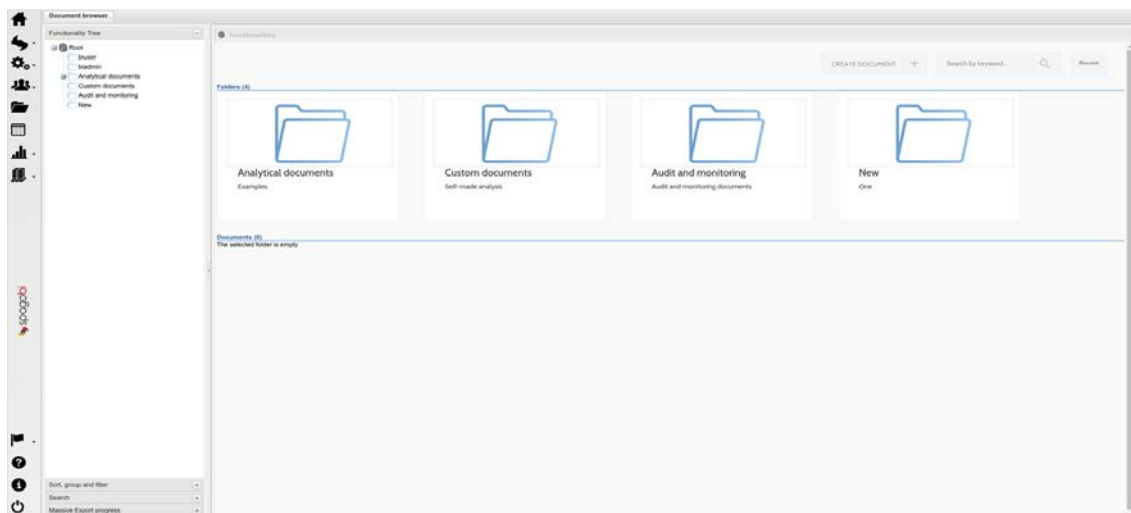 Document browser
Functionality Tree
Functionalities
Root
biuser
biadmin
Analytical documents
Custom documents
Audit and monitoring
New
CREATE DOCUMENT +
Search by keyword...
Recent
Folders (4)
Analytical documents
Examples
Custom documents
Self-made analysis
Audit and monitoring
Audit and monitoring documents
New
One
Documents (0)
The selected folder is empty
spagobi
Sort, group and filter
Search
Massive Export progress